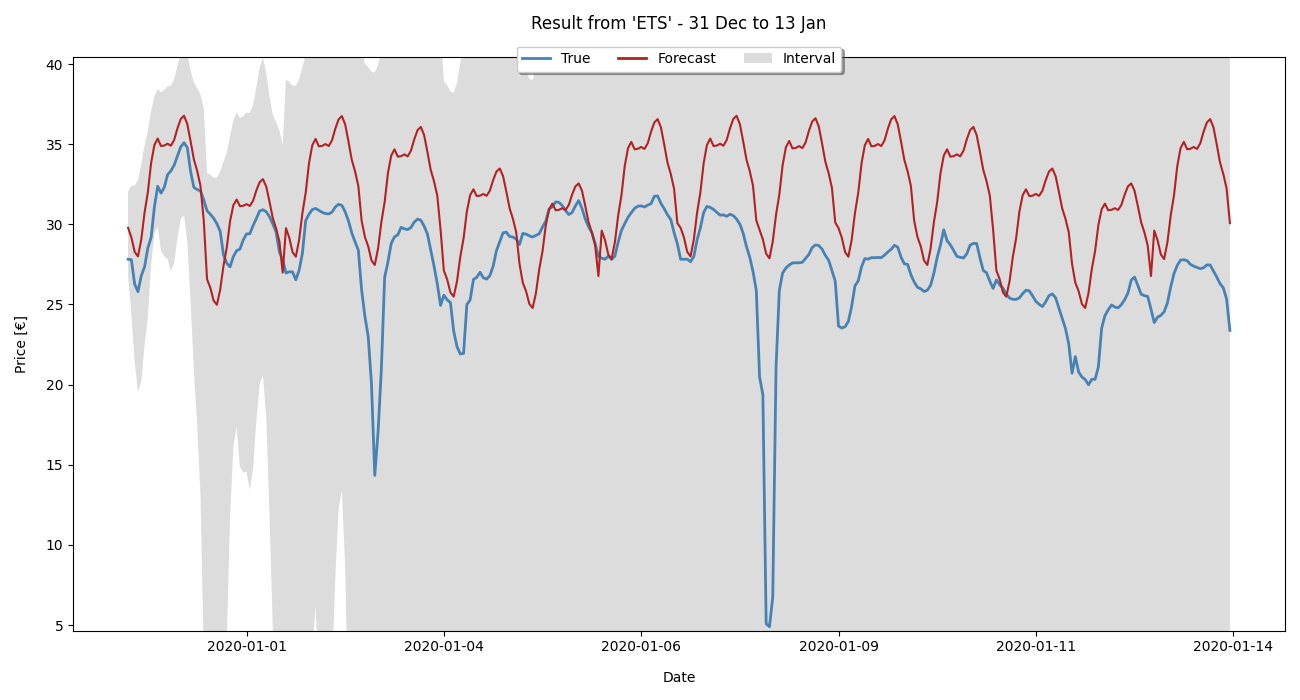 Result from 'ETS' - 31 Dec to 13 Jan
True Forecast Interval
40
35
30
25
20
15
10
5
Price [€]
2020-01-01 2020-01-04 2020-01-06 2020-01-09 2020-01-11 2020-01-14
Date